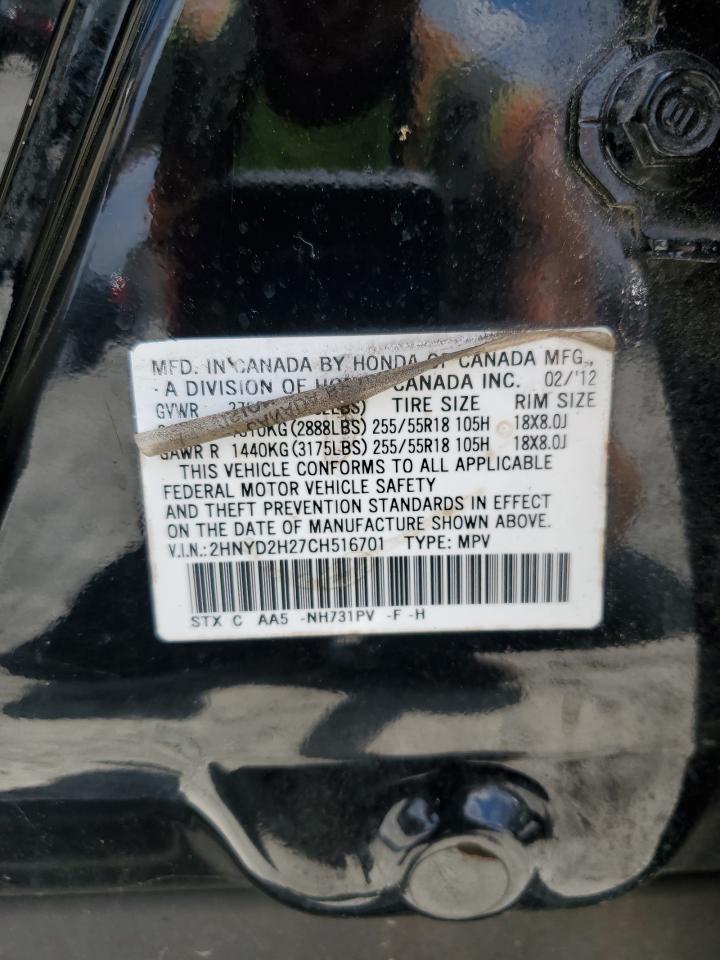 MFD. IN CANADA BY HONDA OF CANADA MFG.,
A DIVISION OF CANADA INC. 02/'12
GVWR TIRE SIZE RIM SIZE
(2888LBS) 255/55R18 105H 18X8.0J
GAWR R 1440KG(3175LBS) 255/55R18 105H 18X8.0J
THIS VEHICLE CONFORMS TO ALL APPLICABLE
FEDERAL MOTOR VEHICLE SAFETY
AND THEFT PREVENTION STANDARDS IN EFFECT
ON THE DATE OF MANUFACTURE SHOWN ABOVE.
V.I.N.:2HNYD2H27CH516701 TYPE: MPV
STX C AA5 -NH731PV -F -H